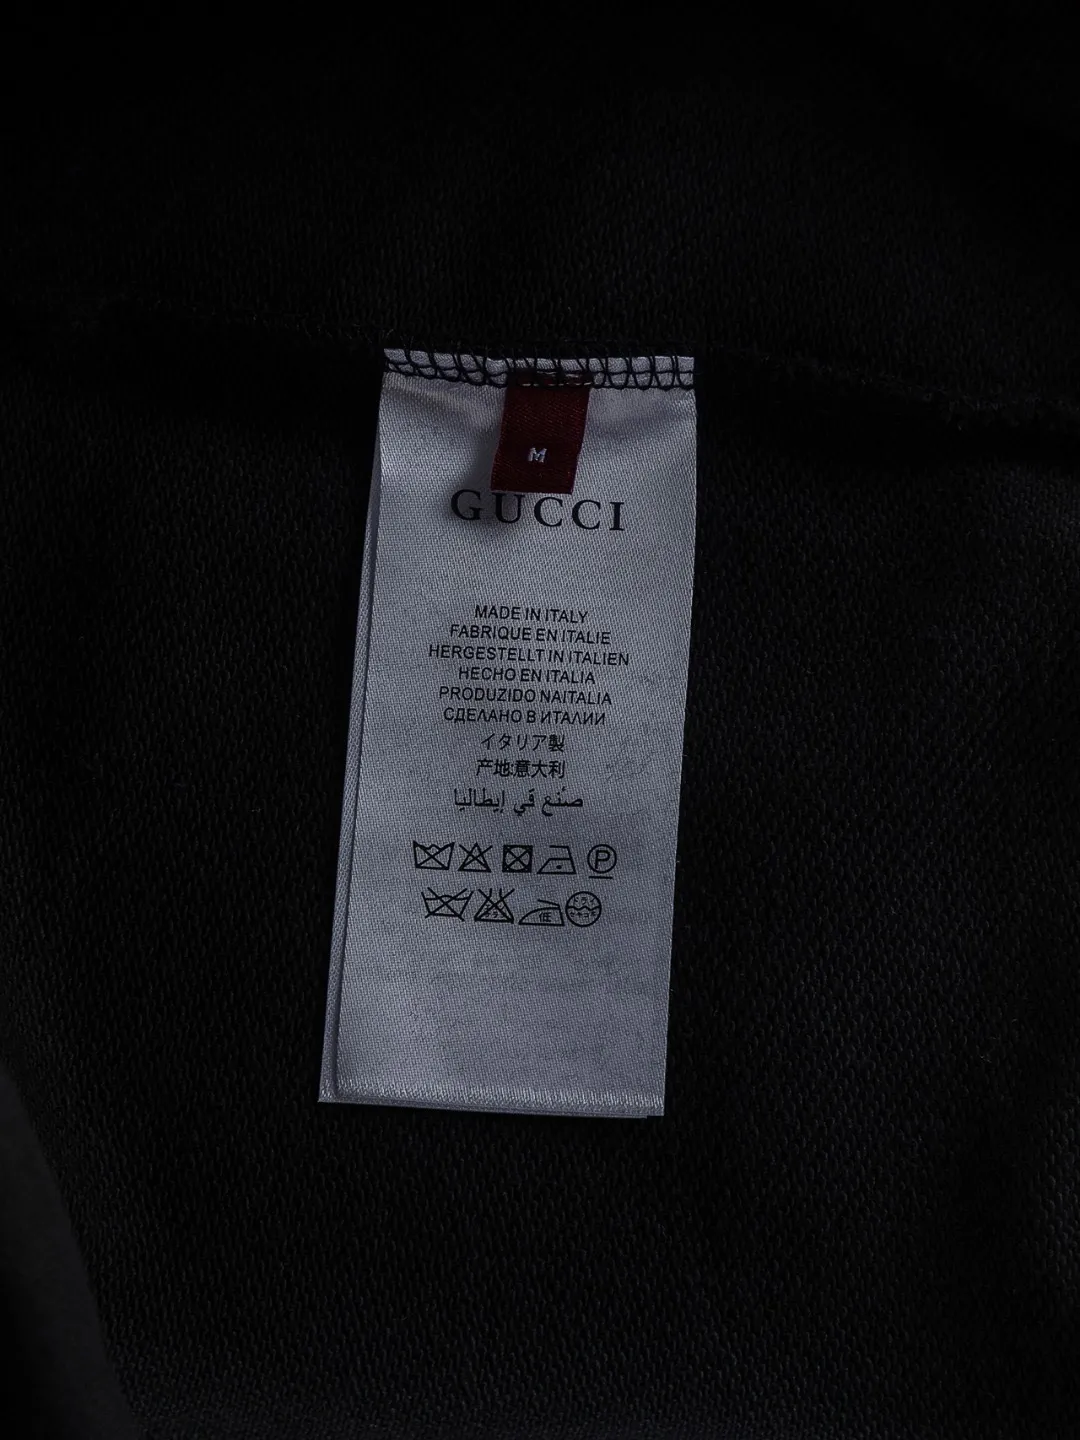 M
GUCCI
MADE IN ITALY
FABRIQUE EN ITALIE
HERGESTELLT IN ITALIEN
HECHO EN ITALIA
PRODUZIDO NAITALIA
СДЕЛАНО В ИТАЛИИ
イタリア製
产地:意大利
صنع في إيطاليا
P
低